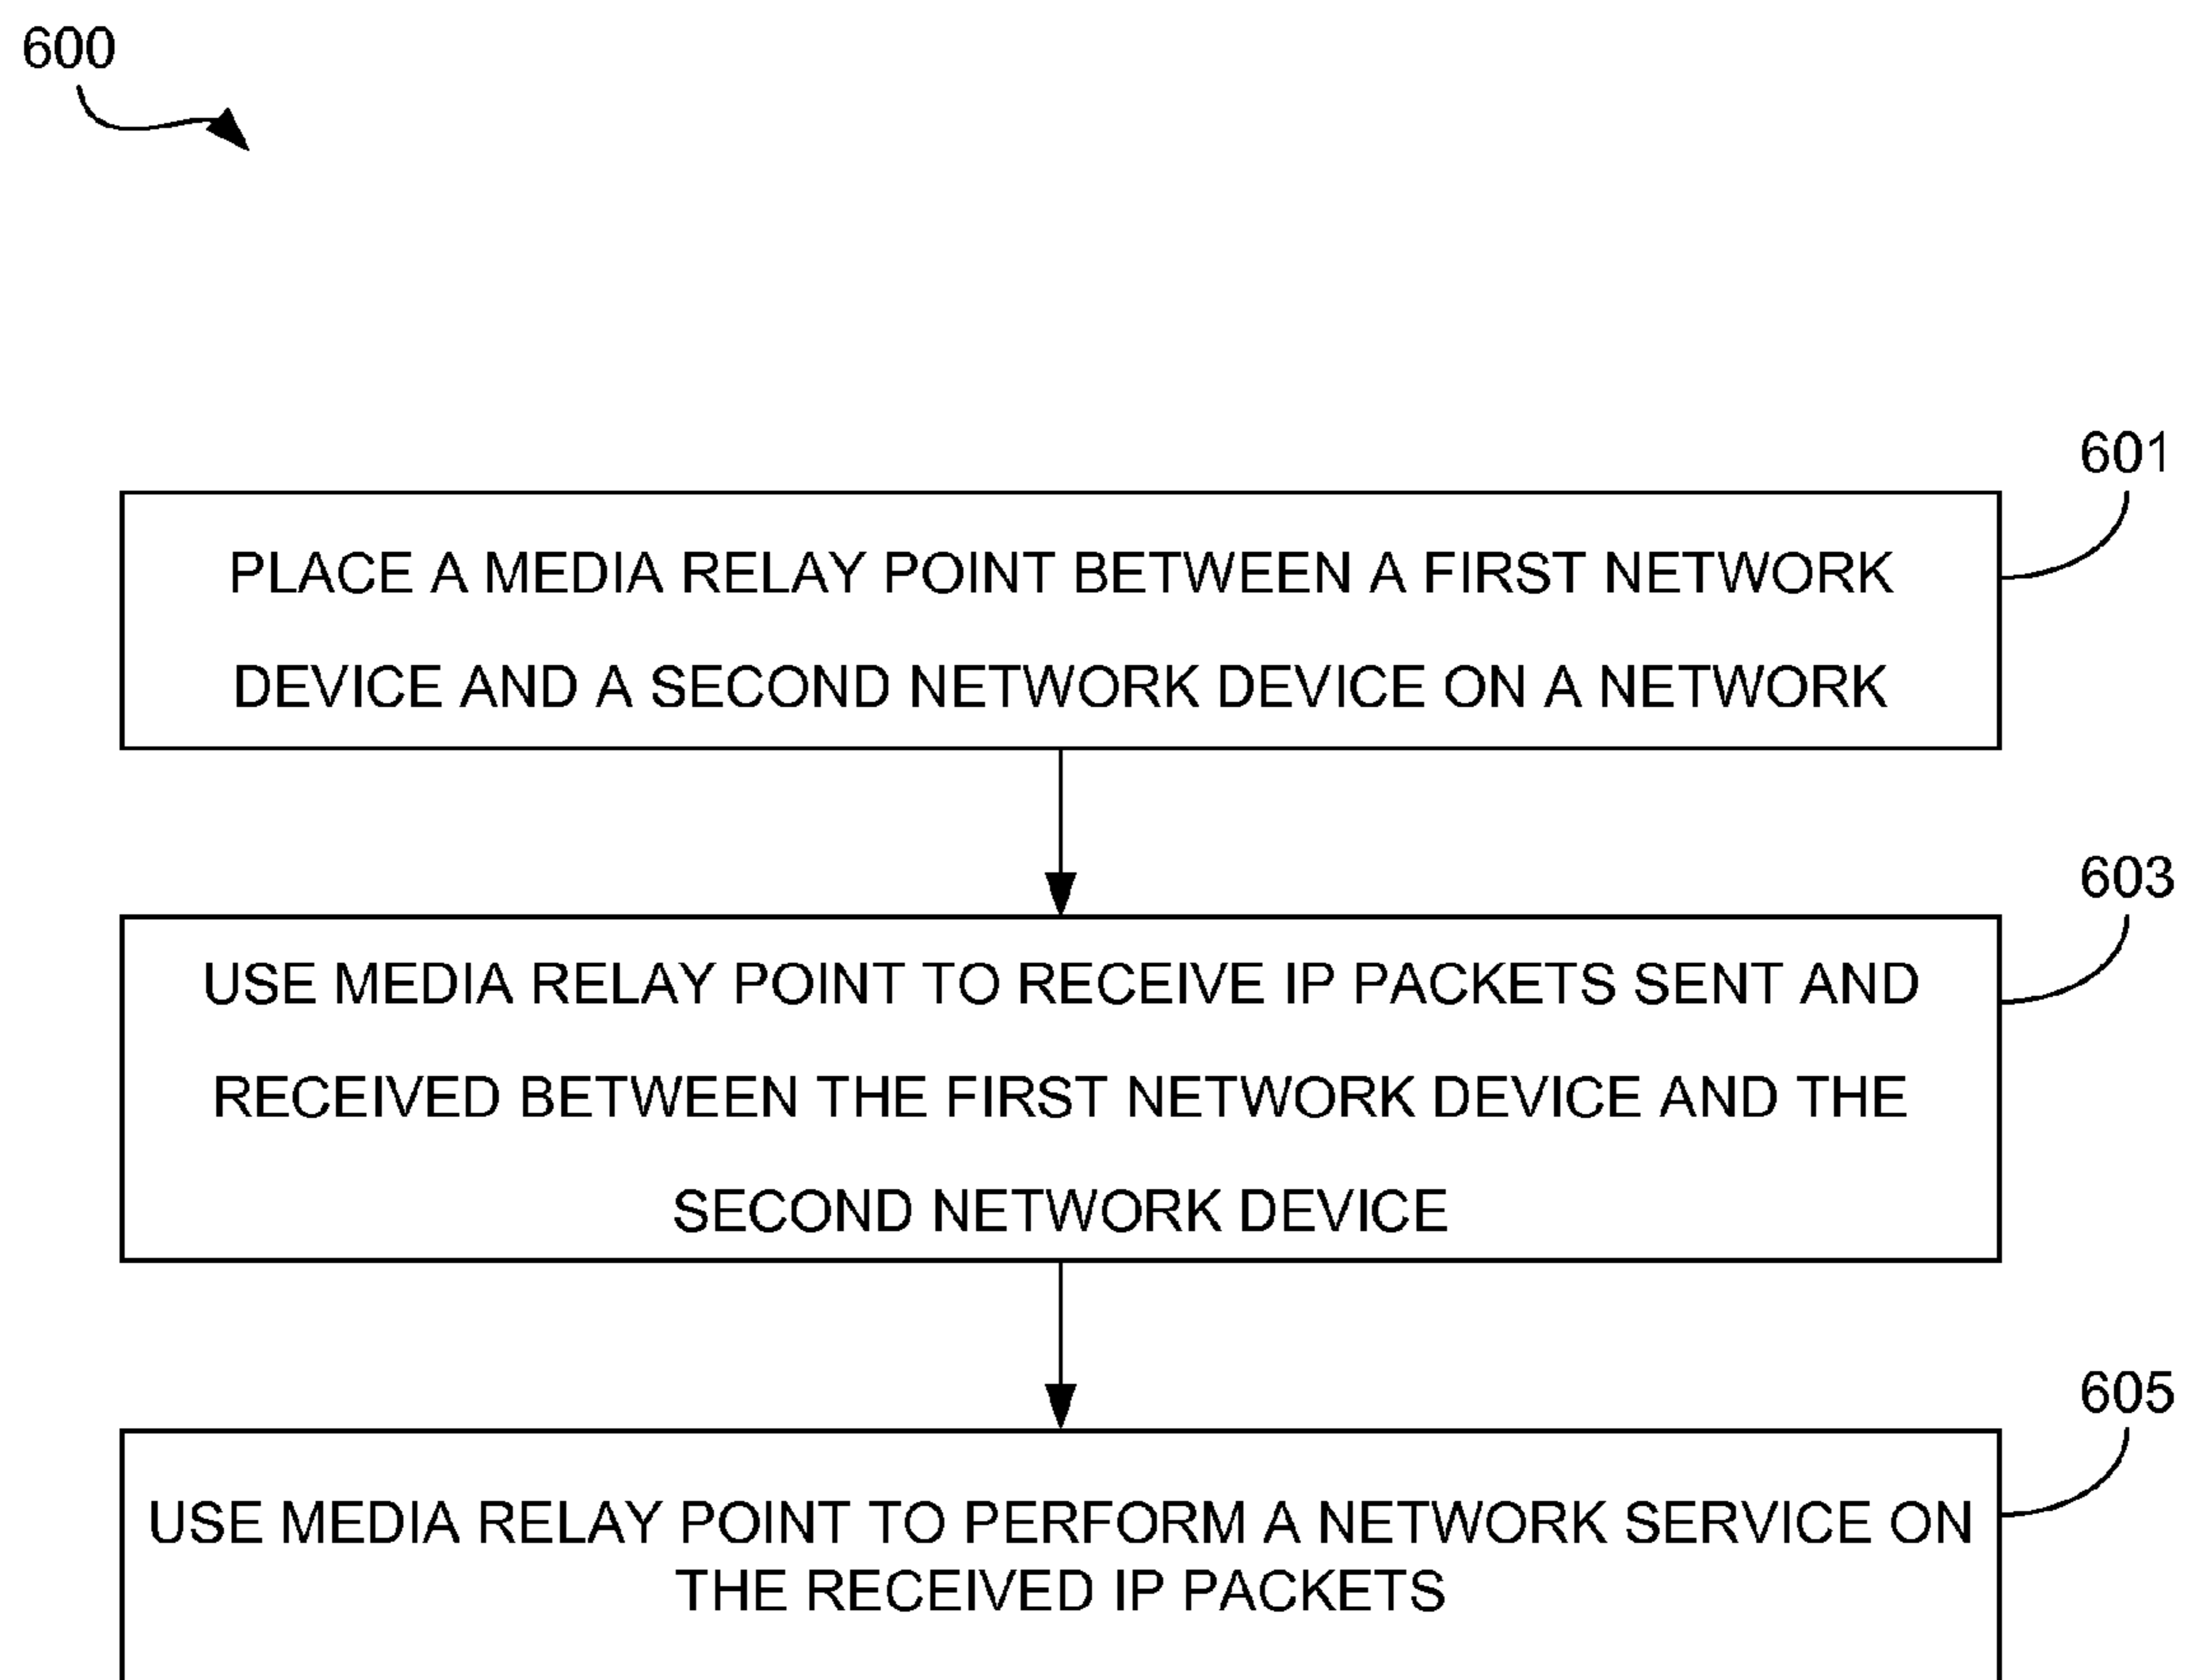 600
601
PLACE A MEDIA RELAY POINT BETWEEN A FIRST NETWORK
DEVICE AND A SECOND NETWORK DEVICE ON A NETWORK
603
USE MEDIA RELAY POINT TO RECEIVE IP PACKETS SENT AND
RECEIVED BETWEEN THE FIRST NETWORK DEVICE AND THE
SECOND NETWORK DEVICE
605
USE MEDIA RELAY POINT TO PERFORM A NETWORK SERVICE ON
THE RECEIVED IP PACKETS